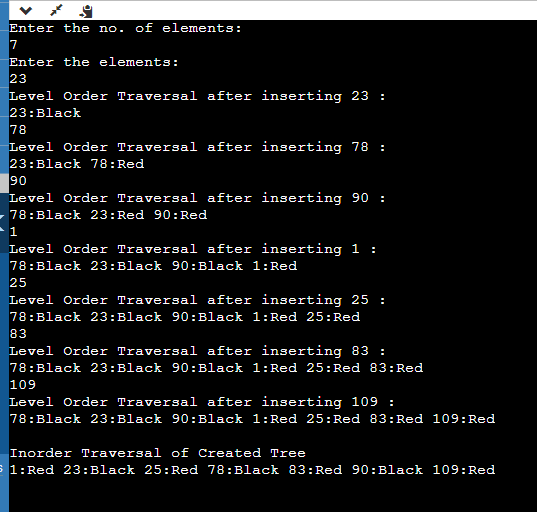 Enter the no. of elements:
7
Enter the elements:
23
Level Order Traversal after inserting 23 :
23:Black
78
Level Order Traversal after inserting 78 :
23:Black 78:Red
90
Level Order Traversal after inserting 90 :
78:Black 23:Red 90:Red
1
Level Order Traversal after inserting 1 :
78:Black 23:Black 90:Black 1:Red
25
Level Order Traversal after inserting 25 :
78:Black 23:Black 90:Black 1:Red 25:Red
83
Level Order Traversal after inserting 83 :
78:Black 23:Black 90:Black 1:Red 25:Red 83:Red
109
Level Order Traversal after inserting 109 :
78:Black 23:Black 90:Black 1:Red 25:Red 83:Red 109:Red
Inorder Traversal of Created Tree
1:Red 23:Black 25:Red 78:Black 83:Red 90:Black 109:Red